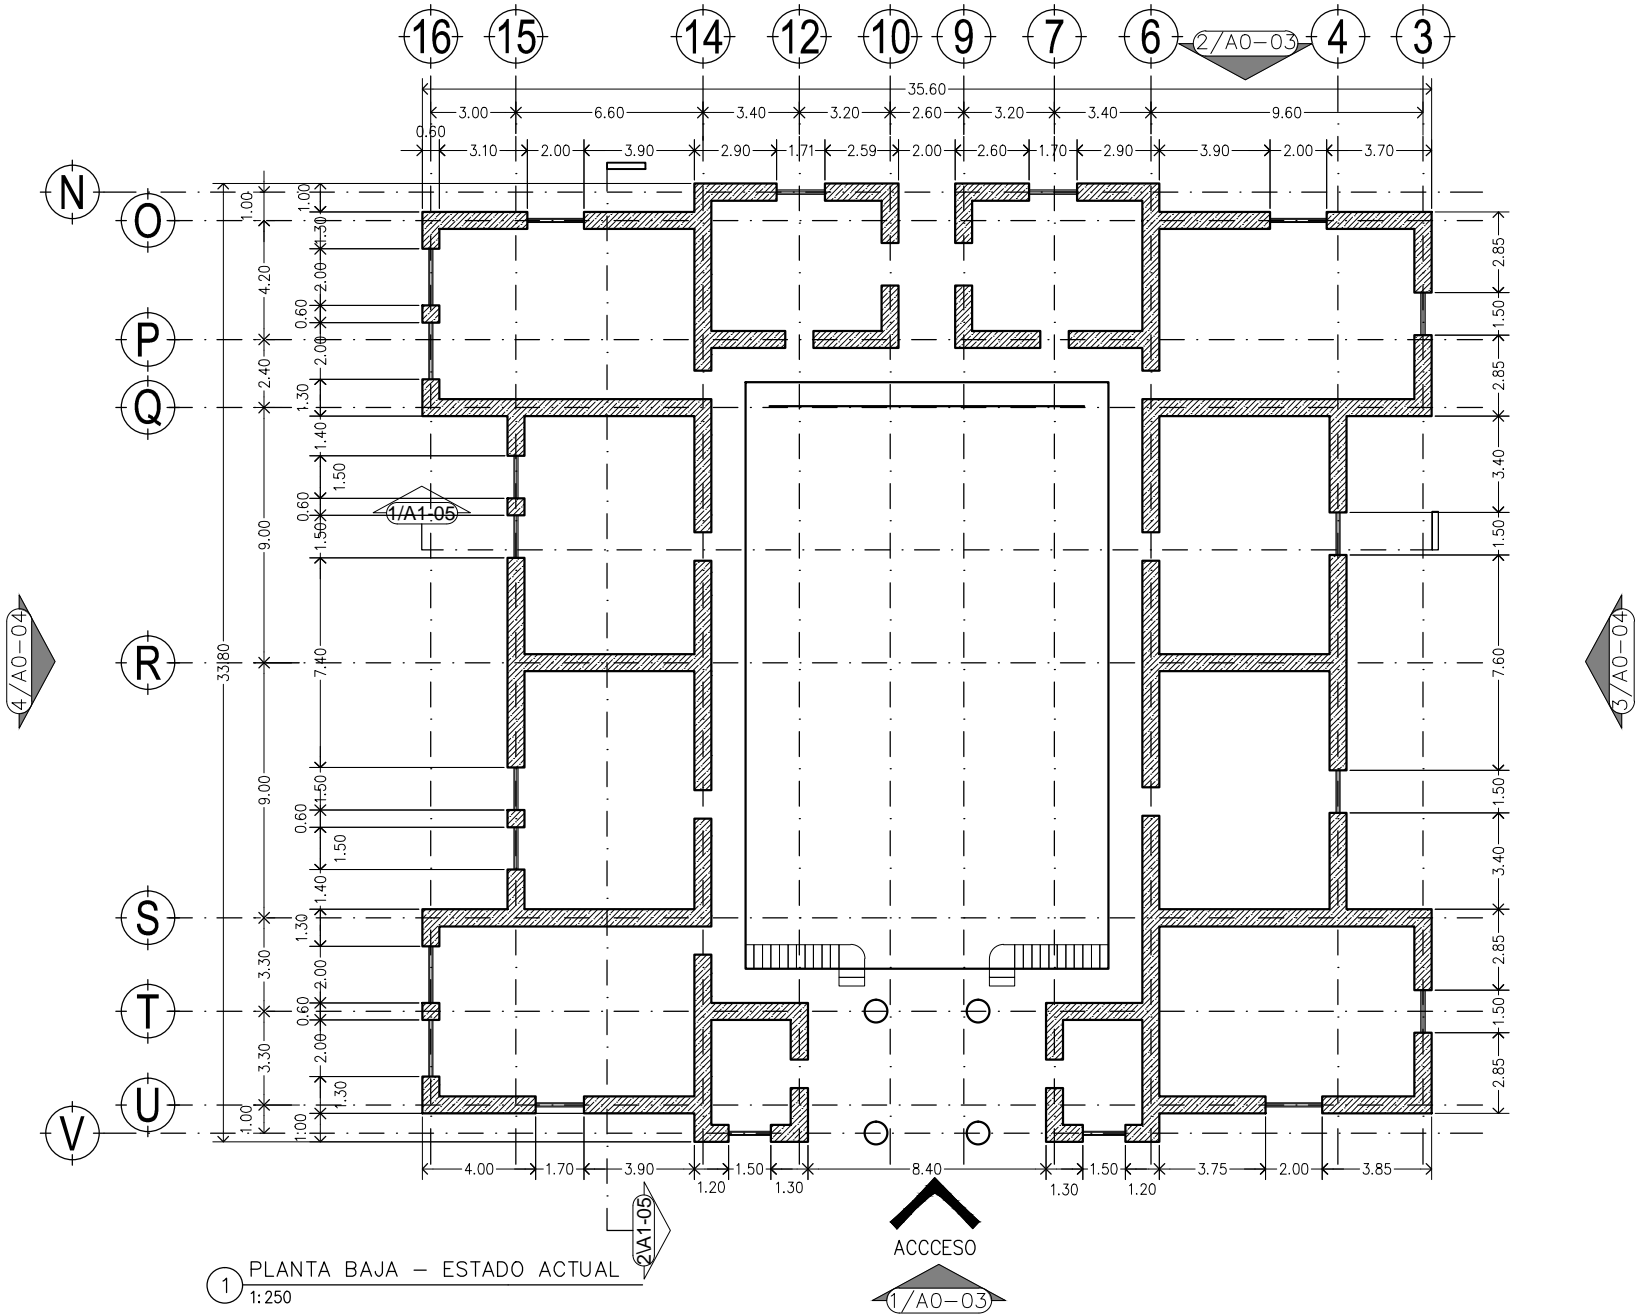 16 15 14 12 10 9 7 6 4 3
2/A0-03
35.60
3.00 6.60 3.40 3.20 2.60 3.20 3.40 9.60
0.60
3.10 2.00 3.90 2.90 1.71 2.59 2.00 2.60 1.70 2.90 3.90 2.00 3.70
N
O
P
Q
R
S
T
U
V
33.80
1.00
4.20
2.40
9.00
9.00
3.30
3.30
1.00
1.00
1.30
2.00
0.60
2.00
1.30
1.40
1.50
0.60
1.50
7.40
1.50
0.60
1.50
1.40
1.30
2.00
0.60
2.00
1.30
1.00
1/A1-05
4/A0-04
2.85
1.50
2.85
3.40
1.50
7.60
1.50
3.40
2.85
1.50
2.85
3/A0-04
4.00 1.70 3.90 1.50 8.40 1.50 3.75 2.00 3.85
1.20 1.30 1.30 1.20
2\A1-05
ACCCESO
1 PLANTA BAJA – ESTADO ACTUAL
1:250
1/A0-03